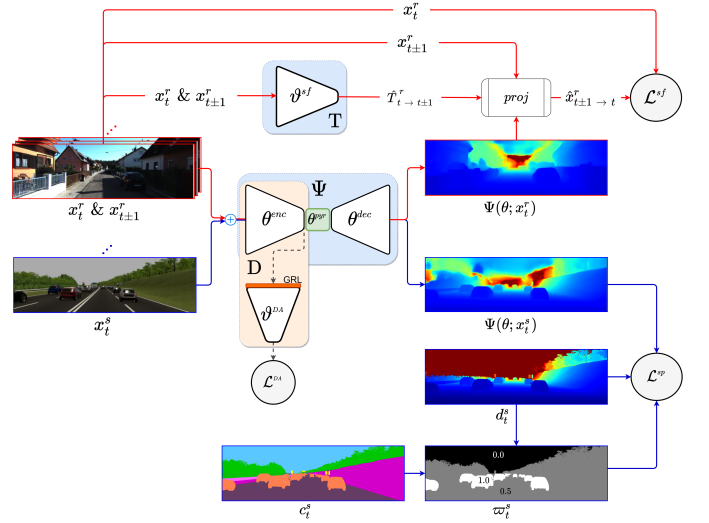 x_t^r
x_{t±1}^r
x_t^r & x_{t±1}^r
ϑ^{sf}
T
T̂_{t→t±1}^r
proj
x̂_{t±1→t}^r
ℒ^{sf}
x_t^r & x_{t±1}^r
Ψ
θ^{enc}
θ^{pyr}
θ^{dec}
Ψ(θ; x_t^r)
D
GRL
ϑ^{DA}
ℒ^{DA}
x_t^s
Ψ(θ; x_t^s)
ℒ^{sp}
d_t^s
c_t^s
0.0
1.0
0.5
ϖ_t^s